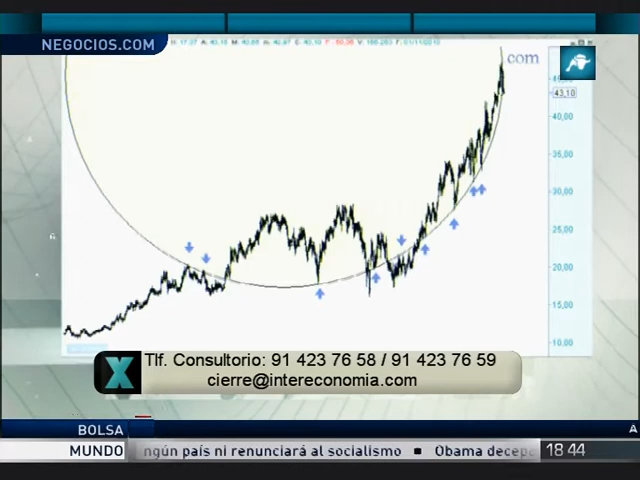 NEGOCIOS.COM
com
45,
43,10
40,00
35,00
30,00
25,00
20,00
15,00
10,00
X Tlf. Consultorio: 91 423 76 58 / 91 423 76 59
cierre@intereconomia.com
BOLSA A
MUNDO ngún país ni renunciará al socialismo ■ Obama decepc 18 44